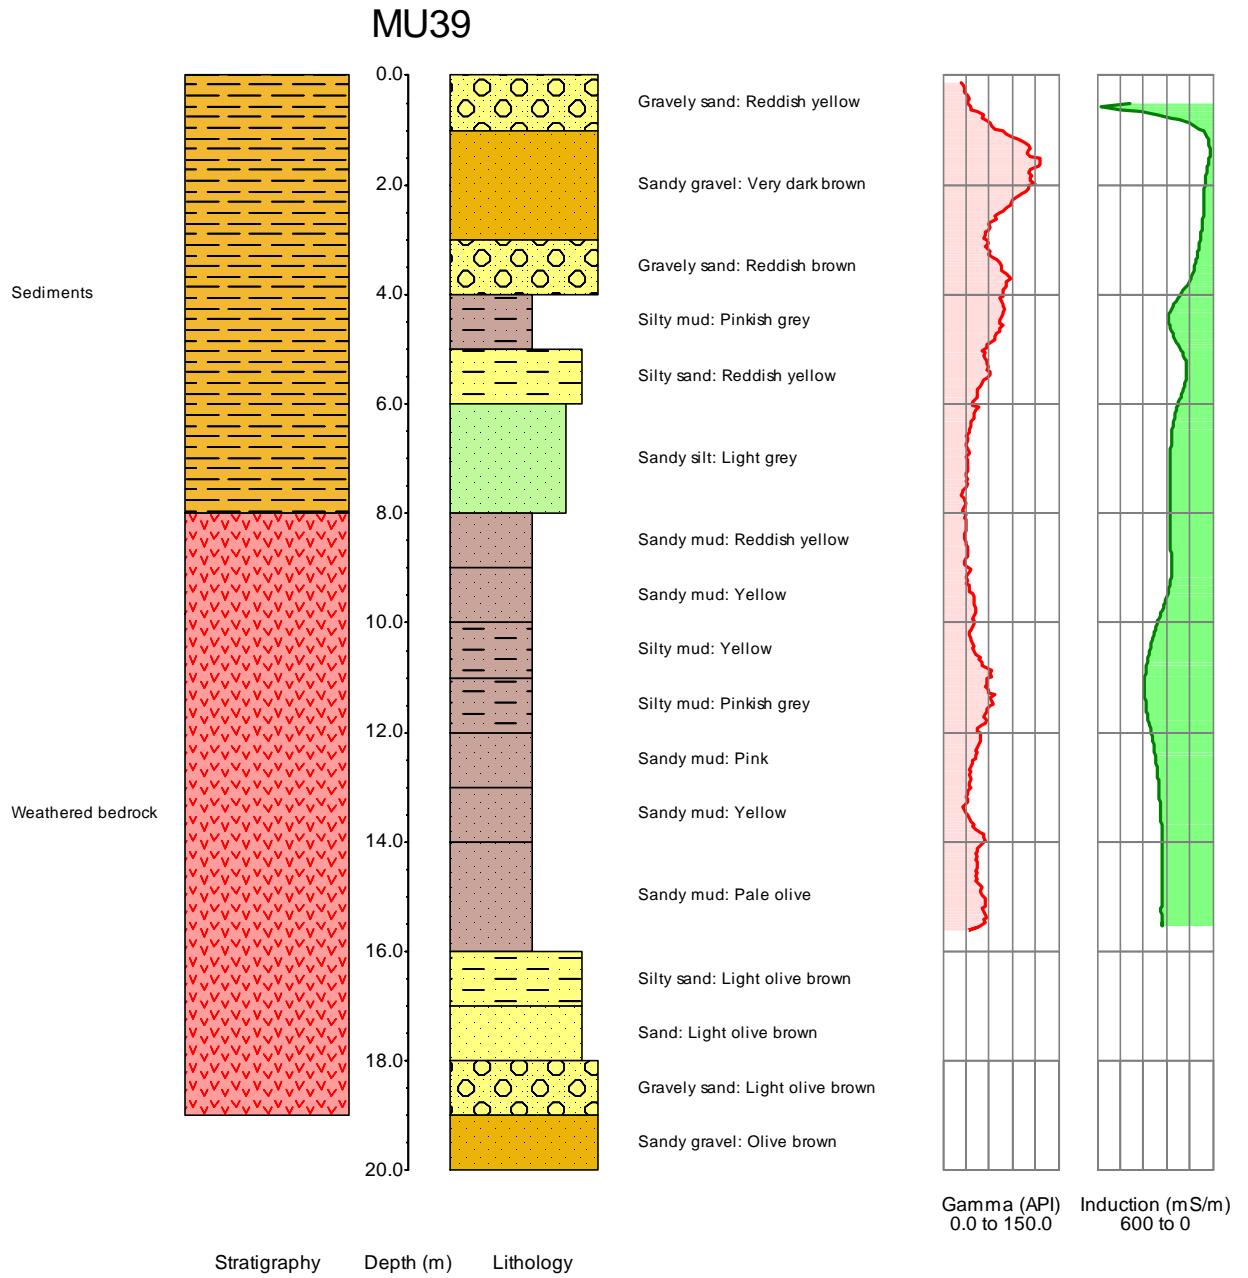 MU39
0.0
Gravely sand: Reddish yellow
2.0
Sandy gravel: Very dark brown
Gravely sand: Reddish brown
Sediments
4.0
Silty mud: Pinkish grey
Silty sand: Reddish yellow
6.0
Sandy silt: Light grey
8.0
Sandy mud: Reddish yellow
Sandy mud: Yellow
10.0
Silty mud: Yellow
Silty mud: Pinkish grey
12.0
Sandy mud: Pink
Weathered bedrock
Sandy mud: Yellow
14.0
Sandy mud: Pale olive
16.0
Silty sand: Light olive brown
Sand: Light olive brown
18.0
Gravely sand: Light olive brown
Sandy gravel: Olive brown
20.0
Gamma (API)
0.0 to 150.0
Induction (mS/m)
600 to 0
Stratigraphy
Depth (m)
Lithology